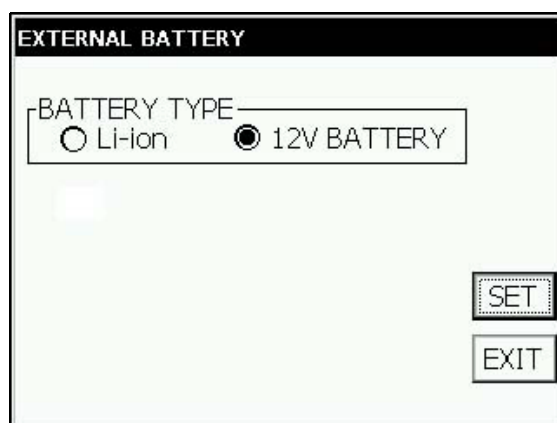 EXTERNAL BATTERY
BATTERY TYPE
Li-ion 12V BATTERY
SET
EXIT